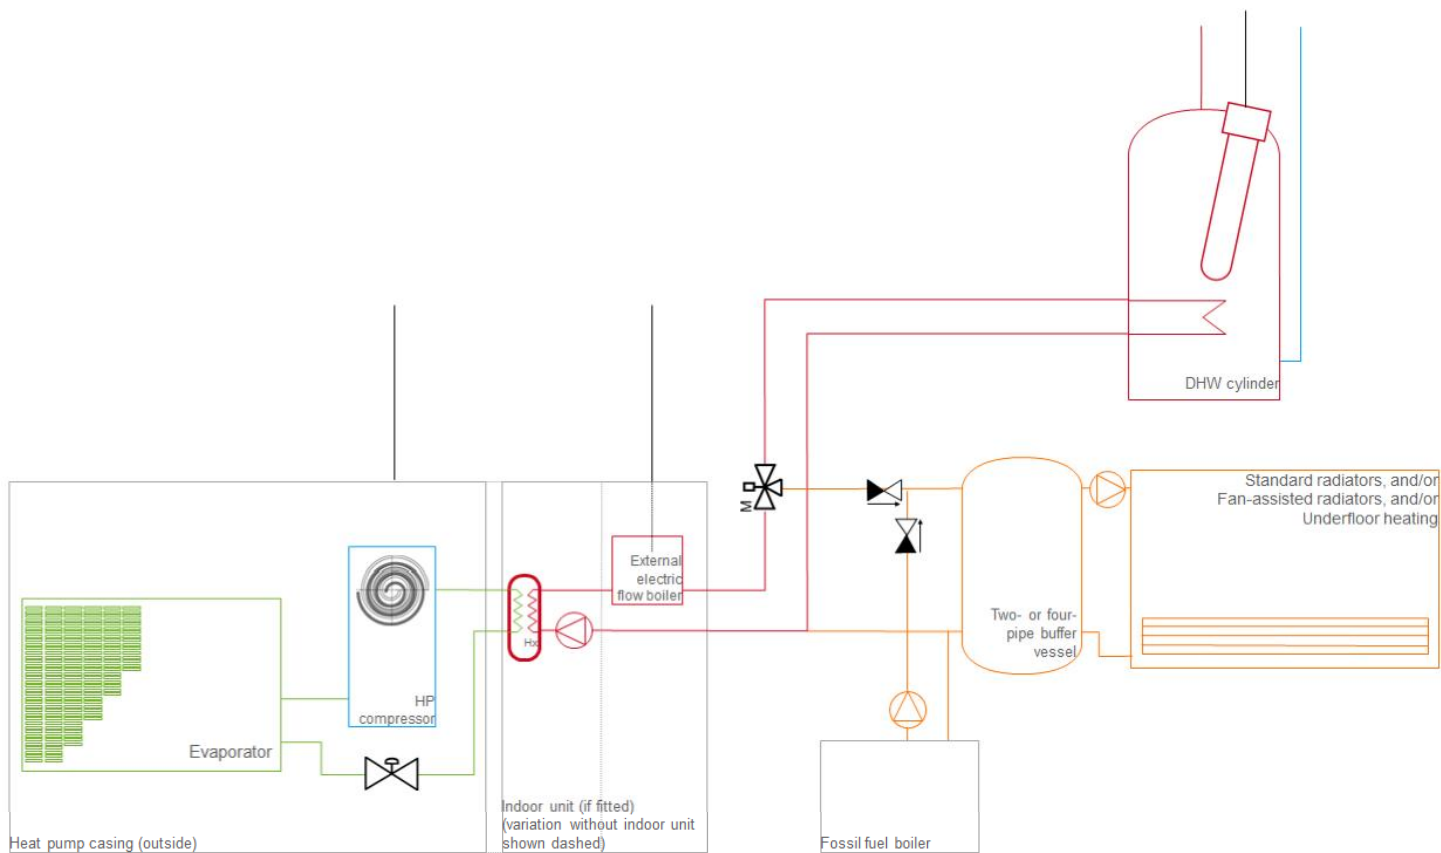 DHW cylinder
Standard radiators, and/or
Fan-assisted radiators, and/or
Underfloor heating
M
External
electric
flow boiler
Hx
Two- or four-
pipe buffer
vessel
HP
compressor
Evaporator
Indoor unit (if fitted)
(variation without indoor unit
shown dashed)
Heat pump casing (outside)
Fossil fuel boiler